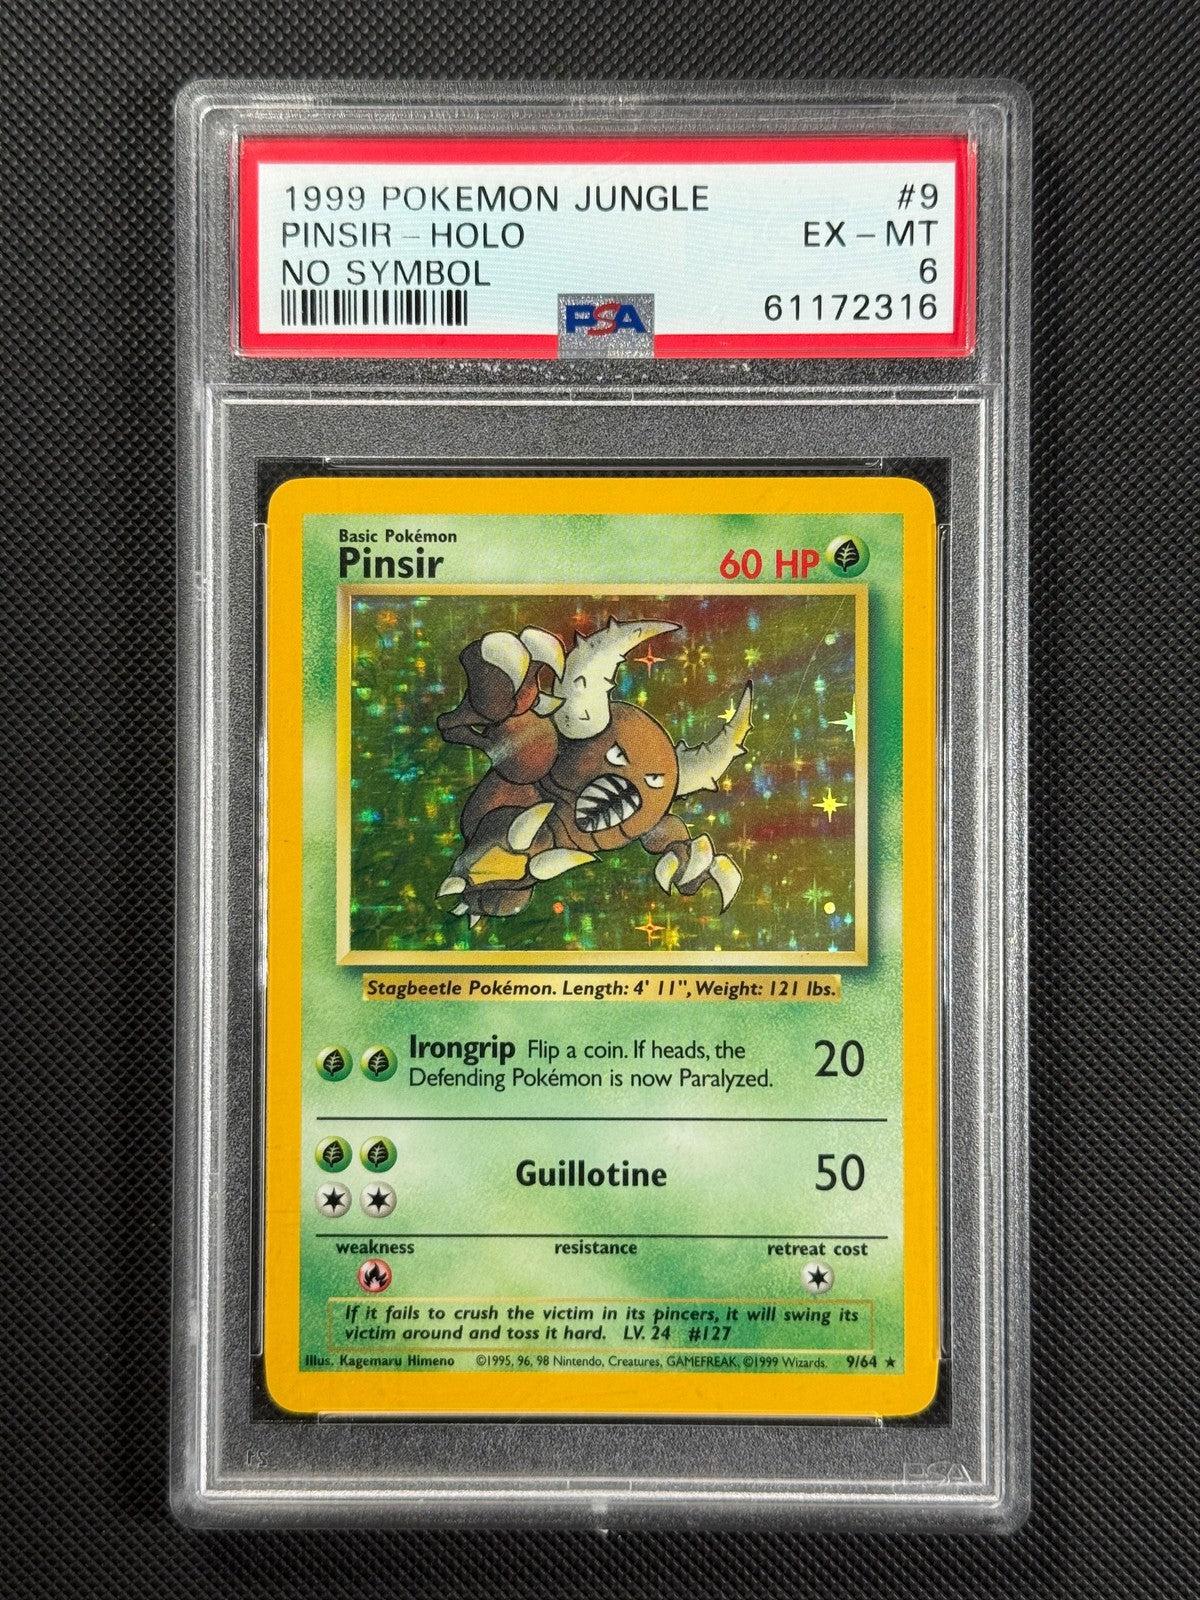 1999 POKEMON JUNGLE #9
PINSIR - HOLO EX - MT
NO SYMBOL 6
PSA 61172316
Basic Pokémon
Pinsir 60 HP
Stagbeetle Pokémon. Length: 4' 11", Weight: 121 lbs.
Irongrip Flip a coin. If heads, the
Defending Pokémon is now Paralyzed. 20
Guillotine 50
weakness resistance retreat cost
If it fails to crush the victim in its pincers, it will swing its
victim around and toss it hard. LV. 24 #127
Illus. Kagemaru Himeno ©1995, 96, 98 Nintendo, Creatures, GAMEFREAK. ©1999 Wizards. 9/64 ★
PSA